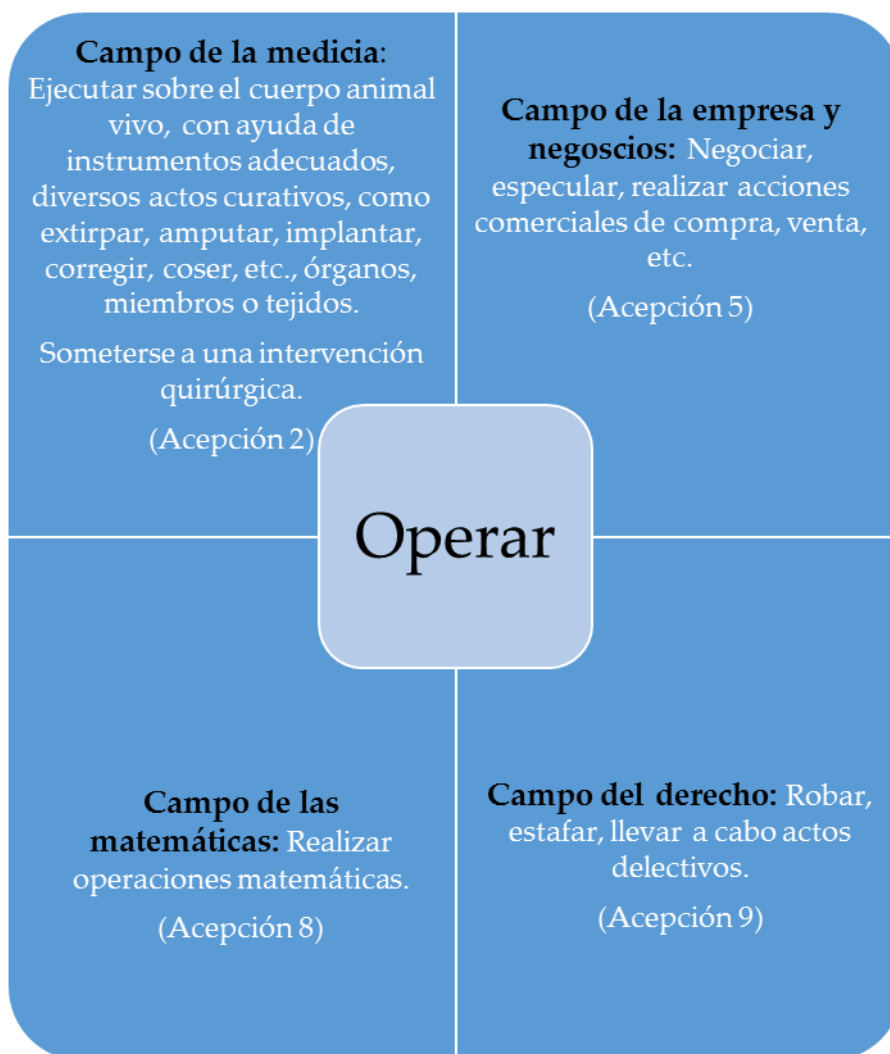 Campo de la medicia:
Ejecutar sobre el cuerpo animal
vivo, con ayuda de
instrumentos adecuados,
diversos actos curativos, como
extirpar, amputar, implantar,
corregir, coser, etc., órganos,
miembros o tejidos.
Someterse a una intervención
quirúrgica.
(Acepción 2)
Campo de la empresa y
negoscios: Negociar,
especular, realizar acciones
comerciales de compra, venta,
etc.
(Acepción 5)
Operar
Campo de las
matemáticas: Realizar
operaciones matemáticas.
(Acepción 8)
Campo del derecho: Robar,
estafar, llevar a cabo actos
delectivos.
(Acepción 9)